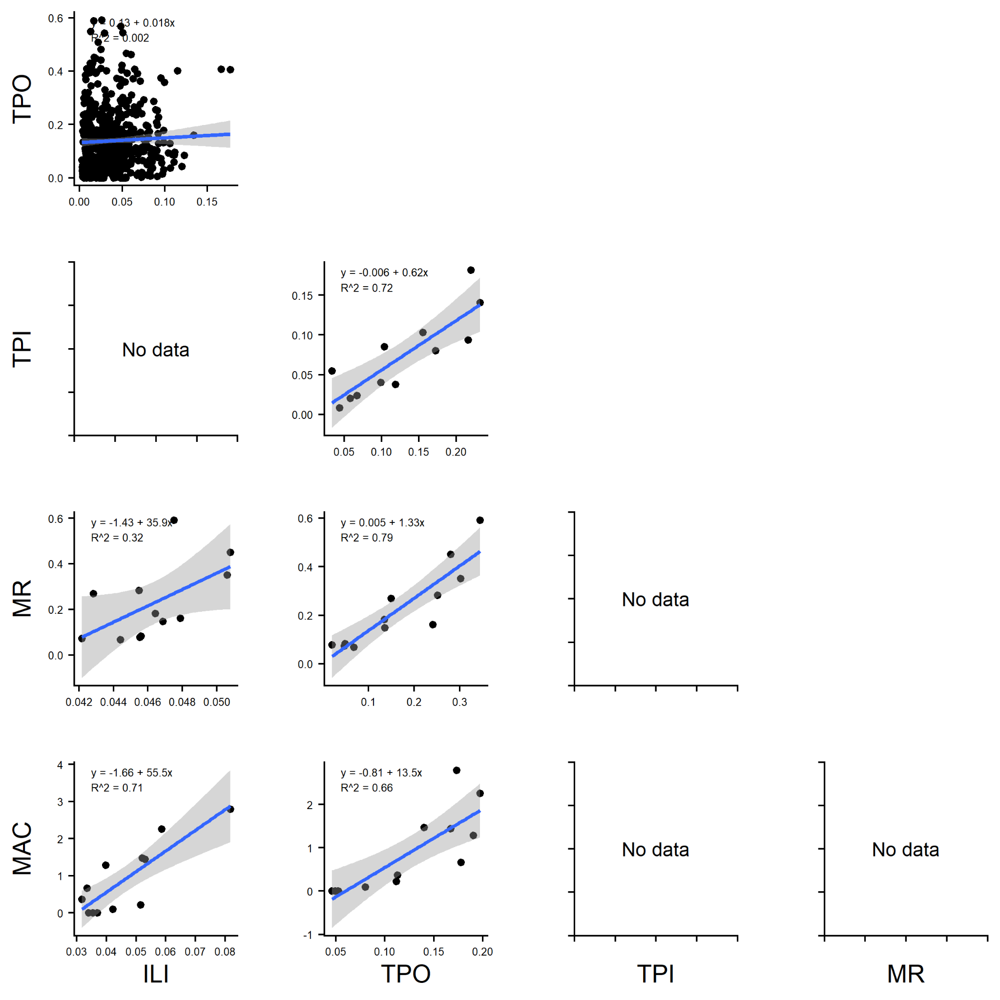 TPO
0.6
0.4
0.2
0.0
y = 0.13 + 0.018x
R^2 = 0.002
0.00 0.05 0.10 0.15
TPI
No data
0.15
0.10
0.05
0.00
y = -0.006 + 0.62x
R^2 = 0.72
0.05 0.10 0.15 0.20
MR
0.6
0.4
0.2
0.0
y = -1.43 + 35.9x
R^2 = 0.32
0.042 0.044 0.046 0.048 0.050
0.6
0.4
0.2
0.0
y = 0.005 + 1.33x
R^2 = 0.79
0.1 0.2 0.3
No data
MAC
4
3
2
1
0
y = -1.66 + 55.5x
R^2 = 0.71
0.03 0.04 0.05 0.06 0.07 0.08
2
1
0
-1
y = -0.81 + 13.5x
R^2 = 0.66
0.05 0.10 0.15 0.20
No data
No data
ILI TPO TPI MR